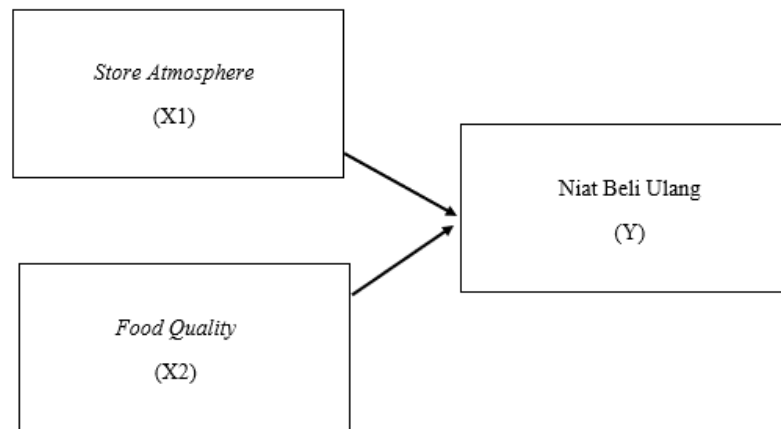 Store Atmosphere
(X1)
Niat Beli Ulang
(Y)
Food Quality
(X2)